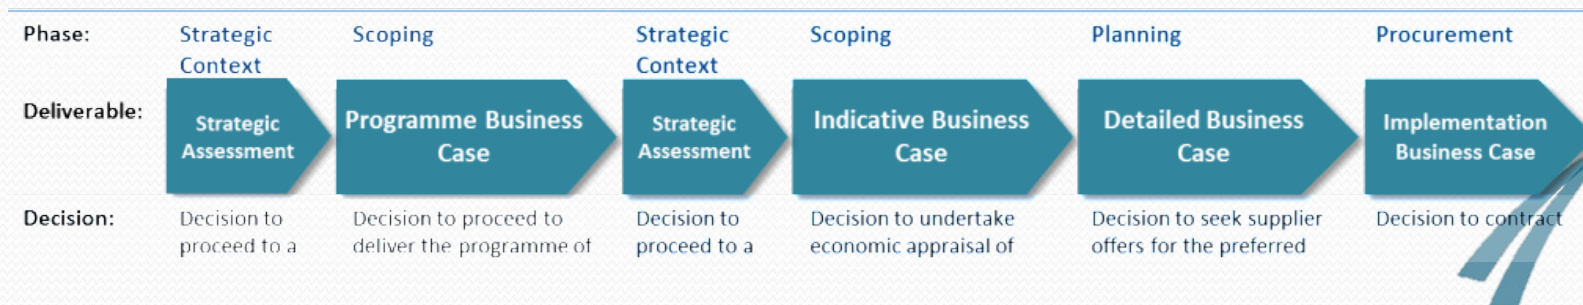 Phase: Strategic Scoping Strategic Scoping Planning Procurement
Context Context
Deliverable:
Strategic
Assessment
Programme Business
Case
Strategic
Assessment
Indicative Business
Case
Detailed Business
Case
Implementation
Business Case
Decision:
Decision to
proceed to a
Decision to proceed to
deliver the programme of
Decision to
proceed to a
Decision to undertake
economic appraisal of
Decision to seek supplier
offers for the preferred
Decision to contract